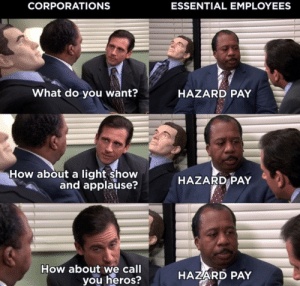 CORPORATIONS
ESSENTIAL EMPLOYEES
What do you want?
HAZARD PAY
How about a light show
and applause?
HAZARD PAY
How about we call
you heros?
HAZARD PAY